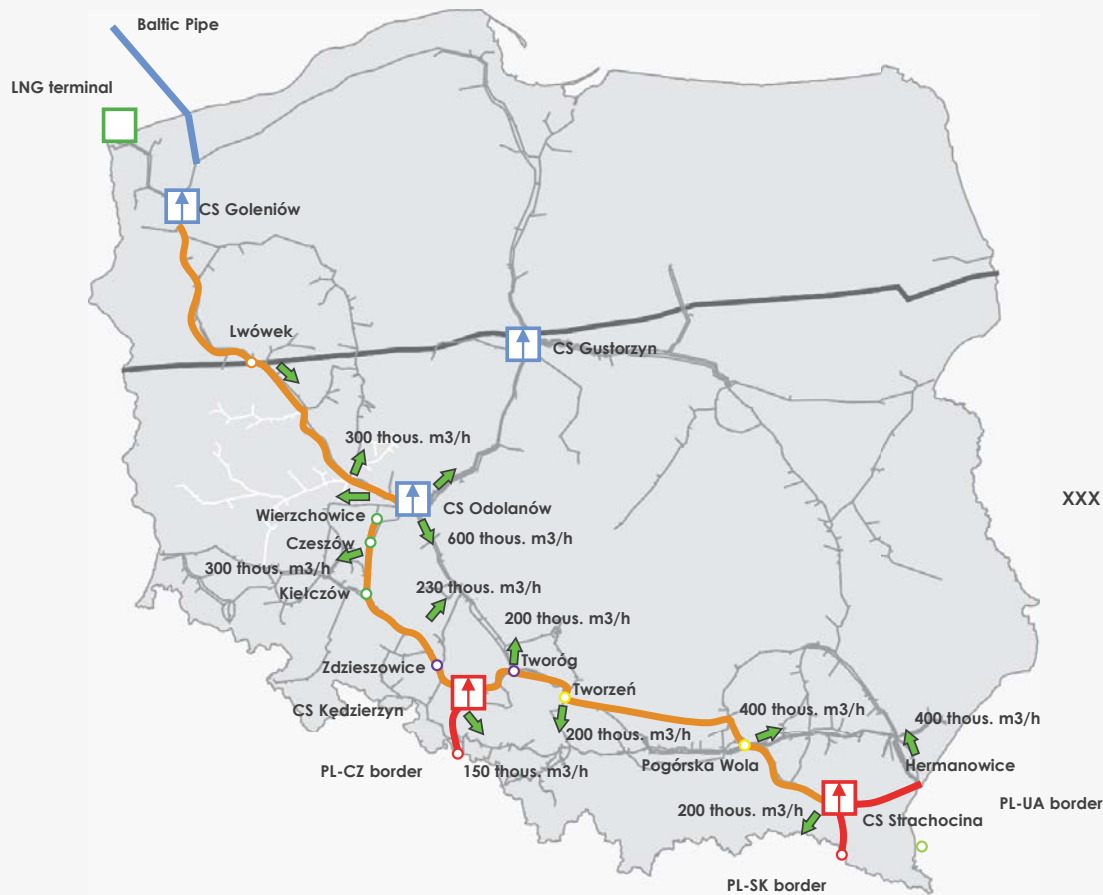 Baltic Pipe
LNG terminal
CS Goleniów
Lwówek
CS Gustorzyn
300 thous. m3/h
CS Odolanów
XXX
Wierzchowice
600 thous. m3/h
Czeszów
300 thous. m3/h
Kiełczów
230 thous. m3/h
200 thous. m3/h
Zdzieszowice
Tworóg
Tworzeń
CS Kędzierzyn
400 thous. m3/h
400 thous. m3/h
200 thous. m3/h
Pogórska Wola
Hermanowice
PL-CZ border
150 thous. m3/h
PL-UA border
200 thous. m3/h
CS Strachocina
PL-SK border